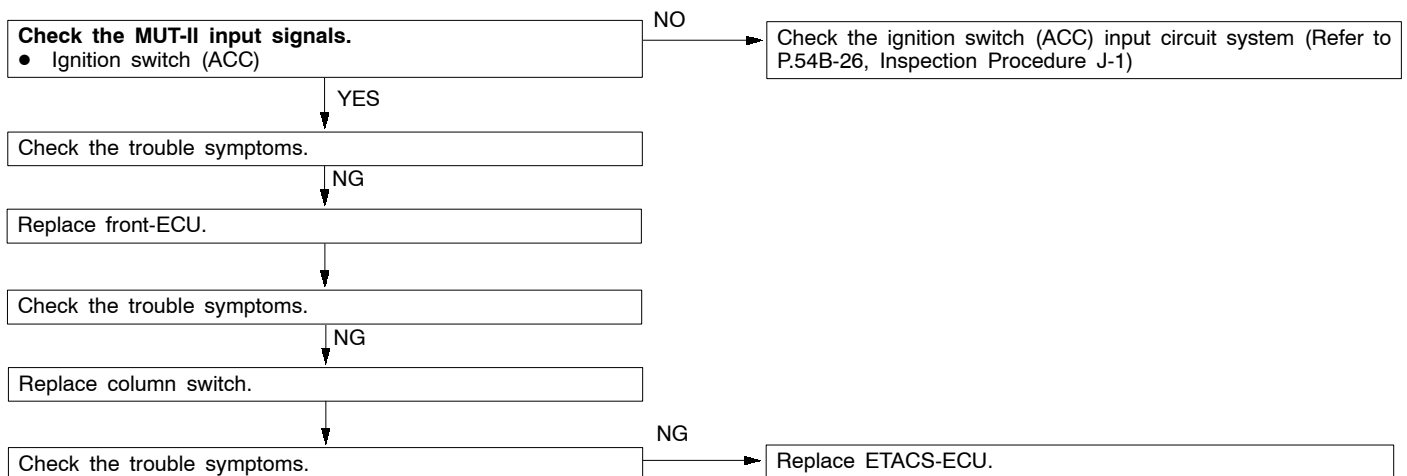 Check the MUT-II input signals.
● Ignition switch (ACC)
NO
Check the ignition switch (ACC) input circuit system (Refer to
P.54B-26, Inspection Procedure J-1)
YES
Check the trouble symptoms.
NG
Replace front-ECU.
Check the trouble symptoms.
NG
Replace column switch.
Check the trouble symptoms.
NG
Replace ETACS-ECU.